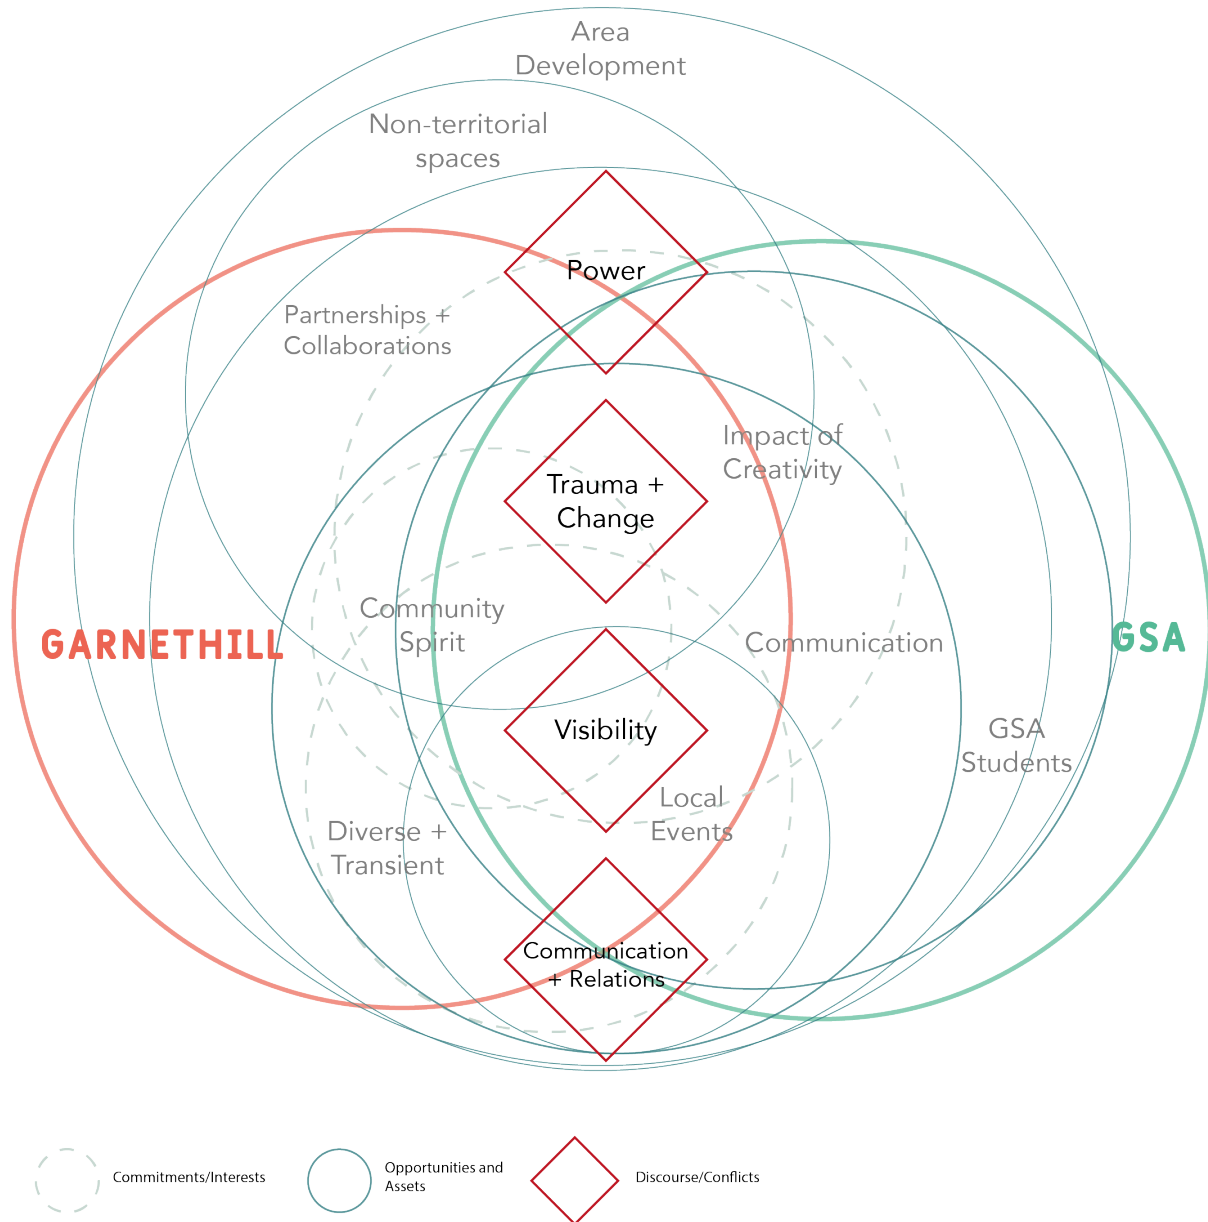 Area
Development
Non-territorial
spaces
Power
Partnerships +
Collaborations
Impact of
Creativity
Trauma +
Change
Community
Spirit
GARNETHILL
Communication
GSA
Visibility
GSA
Students
Local
Events
Diverse +
Transient
Communication
+ Relations
Commitments/Interests
Opportunities and
Assets
Discourse/Conflicts